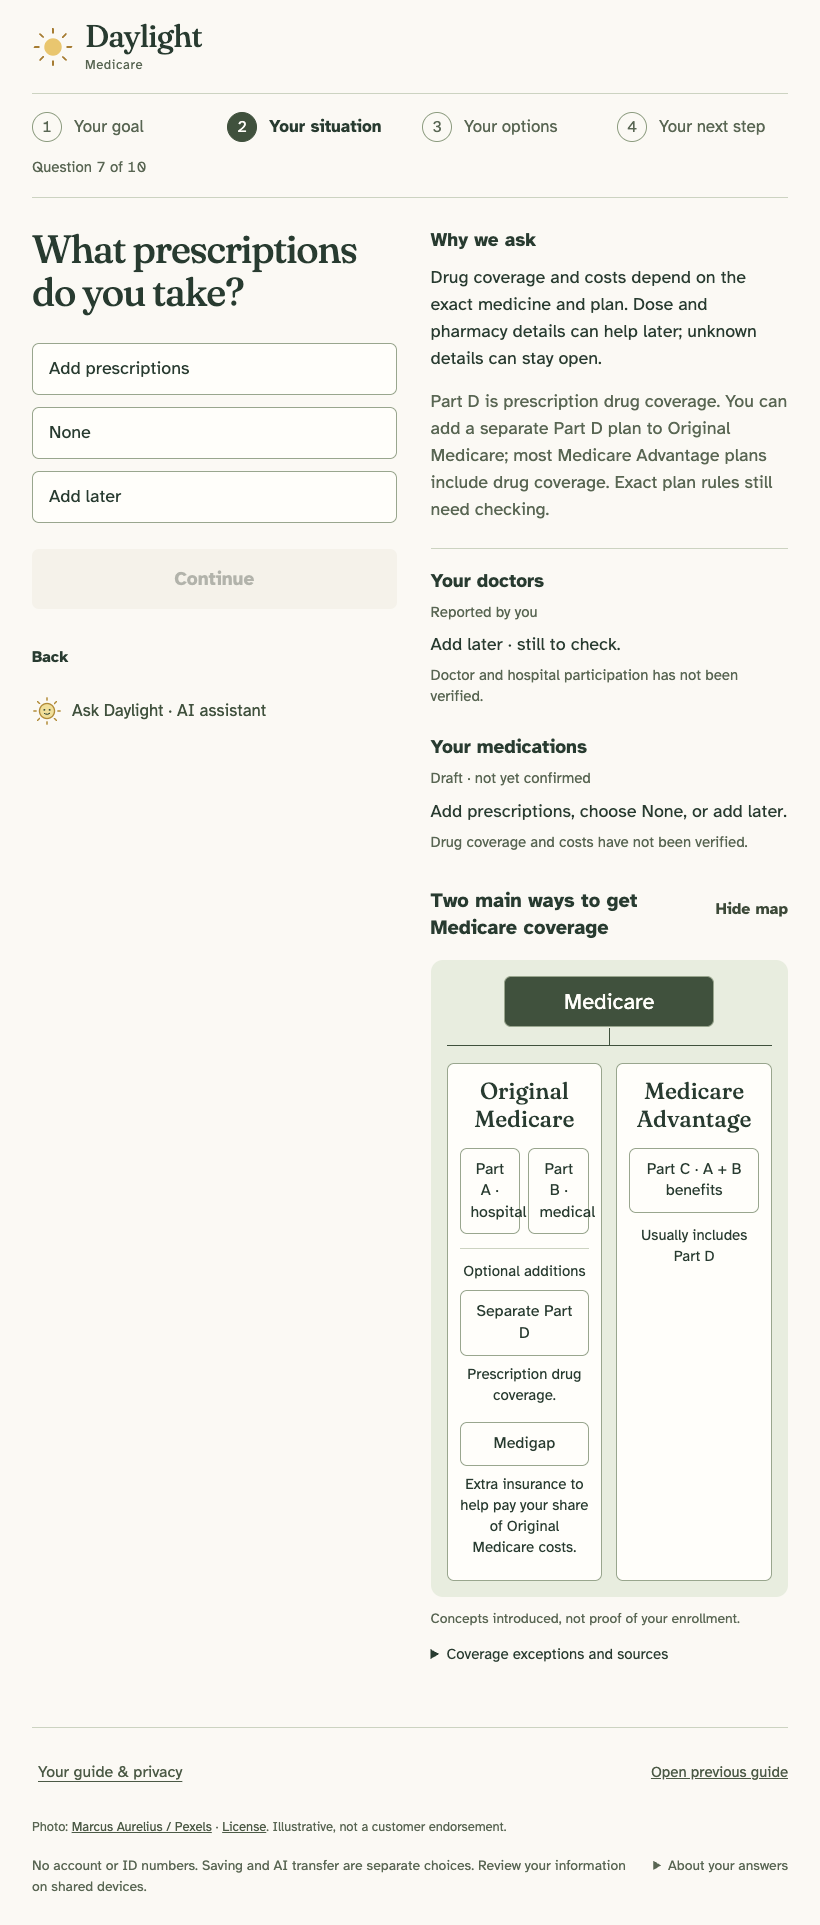 Daylight
Medicare
1 Your goal
2 Your situation
3 Your options
4 Your next step
Question 7 of 10
What prescriptions
do you take?
Add prescriptions
None
Add later
Continue
Back
Ask Daylight · AI assistant
Why we ask
Drug coverage and costs depend on the
exact medicine and plan. Dose and
pharmacy details can help later; unknown
details can stay open.
Part D is prescription drug coverage. You can
add a separate Part D plan to Original
Medicare; most Medicare Advantage plans
include drug coverage. Exact plan rules still
need checking.
Your doctors
Reported by you
Add later · still to check.
Doctor and hospital participation has not been
verified.
Your medications
Draft · not yet confirmed
Add prescriptions, choose None, or add later.
Drug coverage and costs have not been verified.
Two main ways to get
Medicare coverage
Hide map
Medicare
Original
Medicare
Part
A ·
hospital
Part
B ·
medical
Optional additions
Separate Part
D
Prescription drug
coverage.
Medigap
Extra insurance to
help pay your share
of Original
Medicare costs.
Medicare
Advantage
Part C · A + B
benefits
Usually includes
Part D
Concepts introduced, not proof of your enrollment.
▶ Coverage exceptions and sources
Your guide & privacy
Open previous guide
Photo: Marcus Aurelius / Pexels · License. Illustrative, not a customer endorsement.
No account or ID numbers. Saving and AI transfer are separate choices. Review your information
on shared devices.
▶ About your answers